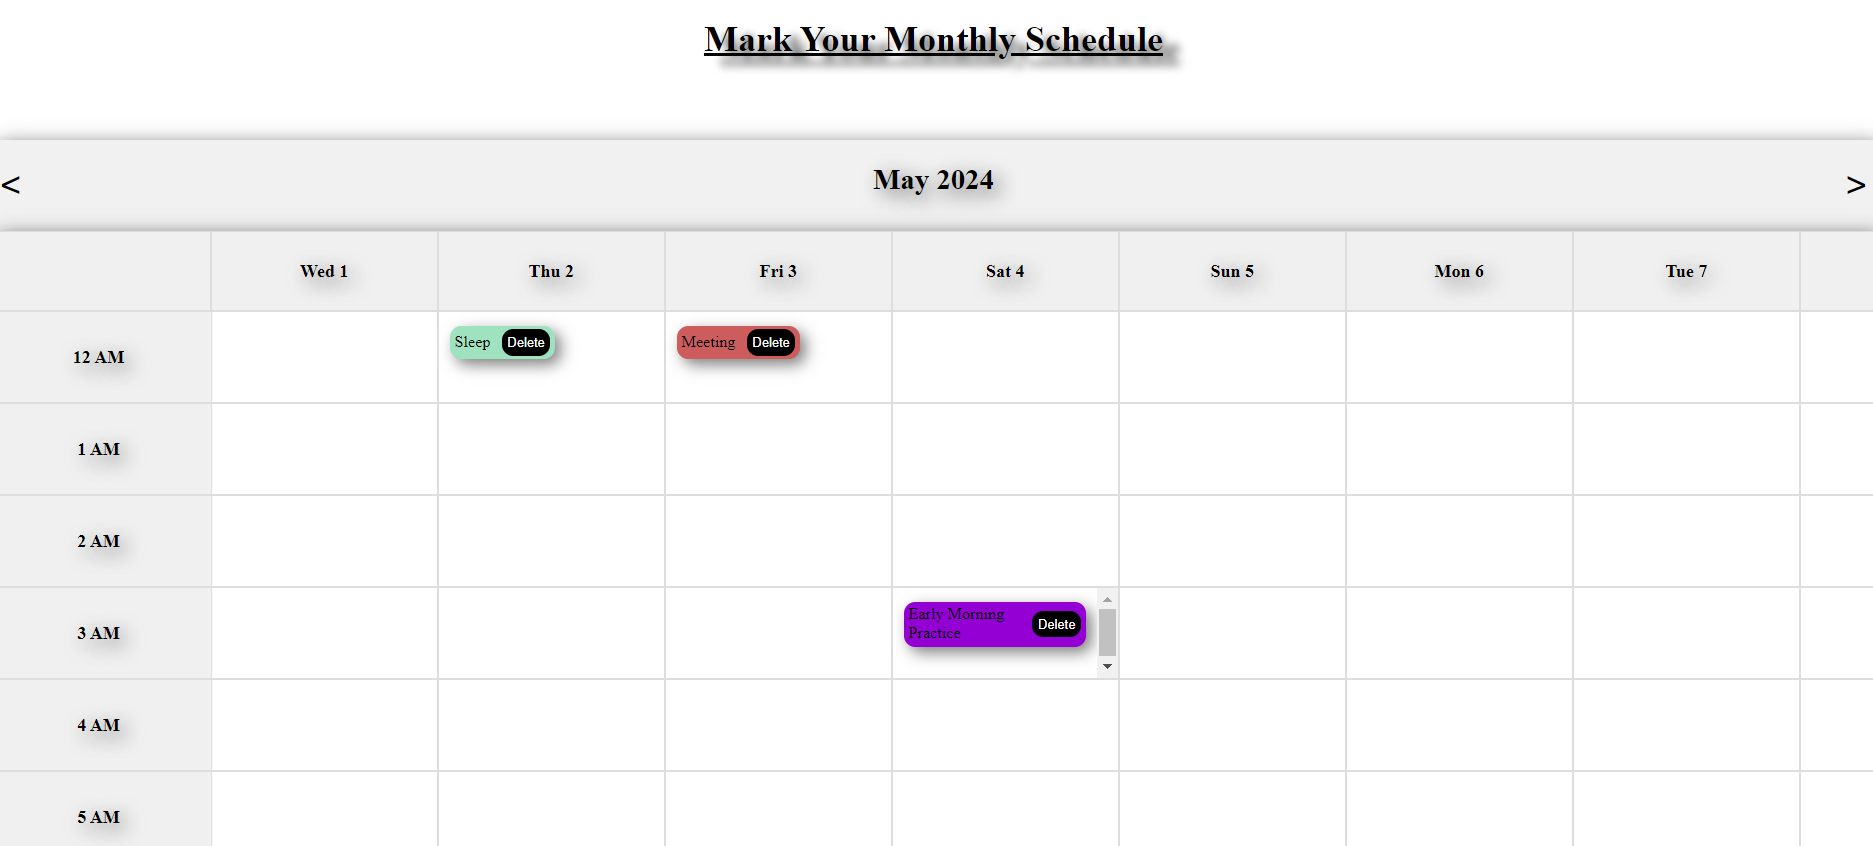 Mark Your Monthly Schedule
< May 2024 >
Wed 1 Thu 2 Fri 3 Sat 4 Sun 5 Mon 6 Tue 7
12 AM Sleep Delete Meeting Delete
1 AM
2 AM
3 AM Early Morning Delete
Practice
4 AM
5 AM